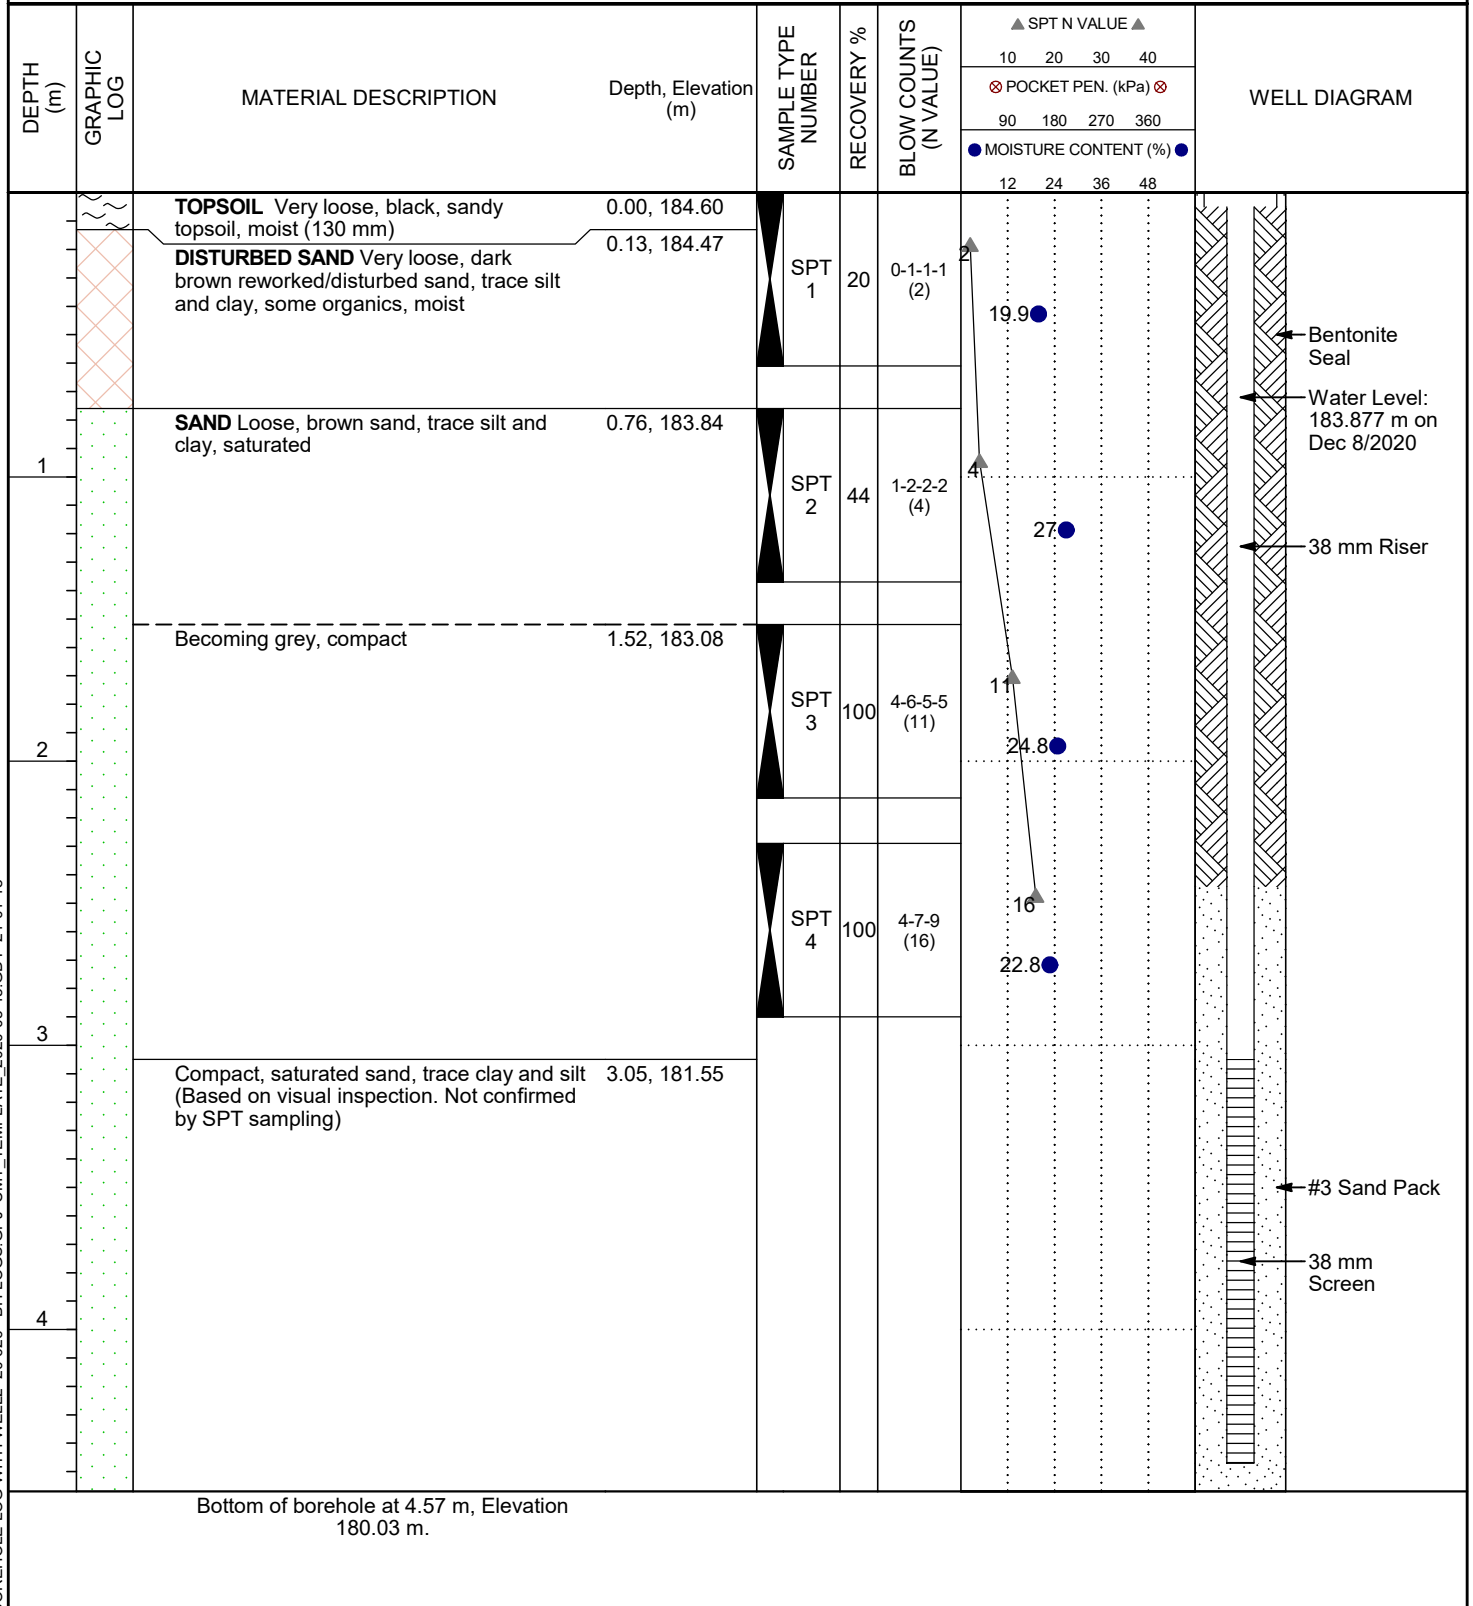 DEPTH
(m)
GRAPHIC
LOG
MATERIAL DESCRIPTION
Depth, Elevation
(m)
SAMPLE TYPE
NUMBER
RECOVERY %
BLOW COUNTS
(N VALUE)
SPT N VALUE
10 20 30 40
POCKET PEN. (kPa)
90 180 270 360
MOISTURE CONTENT (%)
12 24 36 48
WELL DIAGRAM
TOPSOIL Very loose, black, sandy
topsoil, moist (130 mm)
0.00, 184.60
0.13, 184.47
DISTURBED SAND Very loose, dark
brown reworked/disturbed sand, trace silt
and clay, some organics, moist
SPT
1
20
0-1-1-1
(2)
2
19.9
Bentonite
Seal
Water Level:
183.877 m on
Dec 8/2020
SAND Loose, brown sand, trace silt and
clay, saturated
0.76, 183.84
1
SPT
2
44
1-2-2-2
(4)
4
27
38 mm Riser
Becoming grey, compact
1.52, 183.08
SPT
3
100
4-6-5-5
(11)
11
24.8
2
SPT
4
100
4-7-9
(16)
16
22.8
3
Compact, saturated sand, trace clay and silt
(Based on visual inspection. Not confirmed
by SPT sampling)
3.05, 181.55
#3 Sand Pack
38 mm
Screen
4
Bottom of borehole at 4.57 m, Elevation
180.03 m.